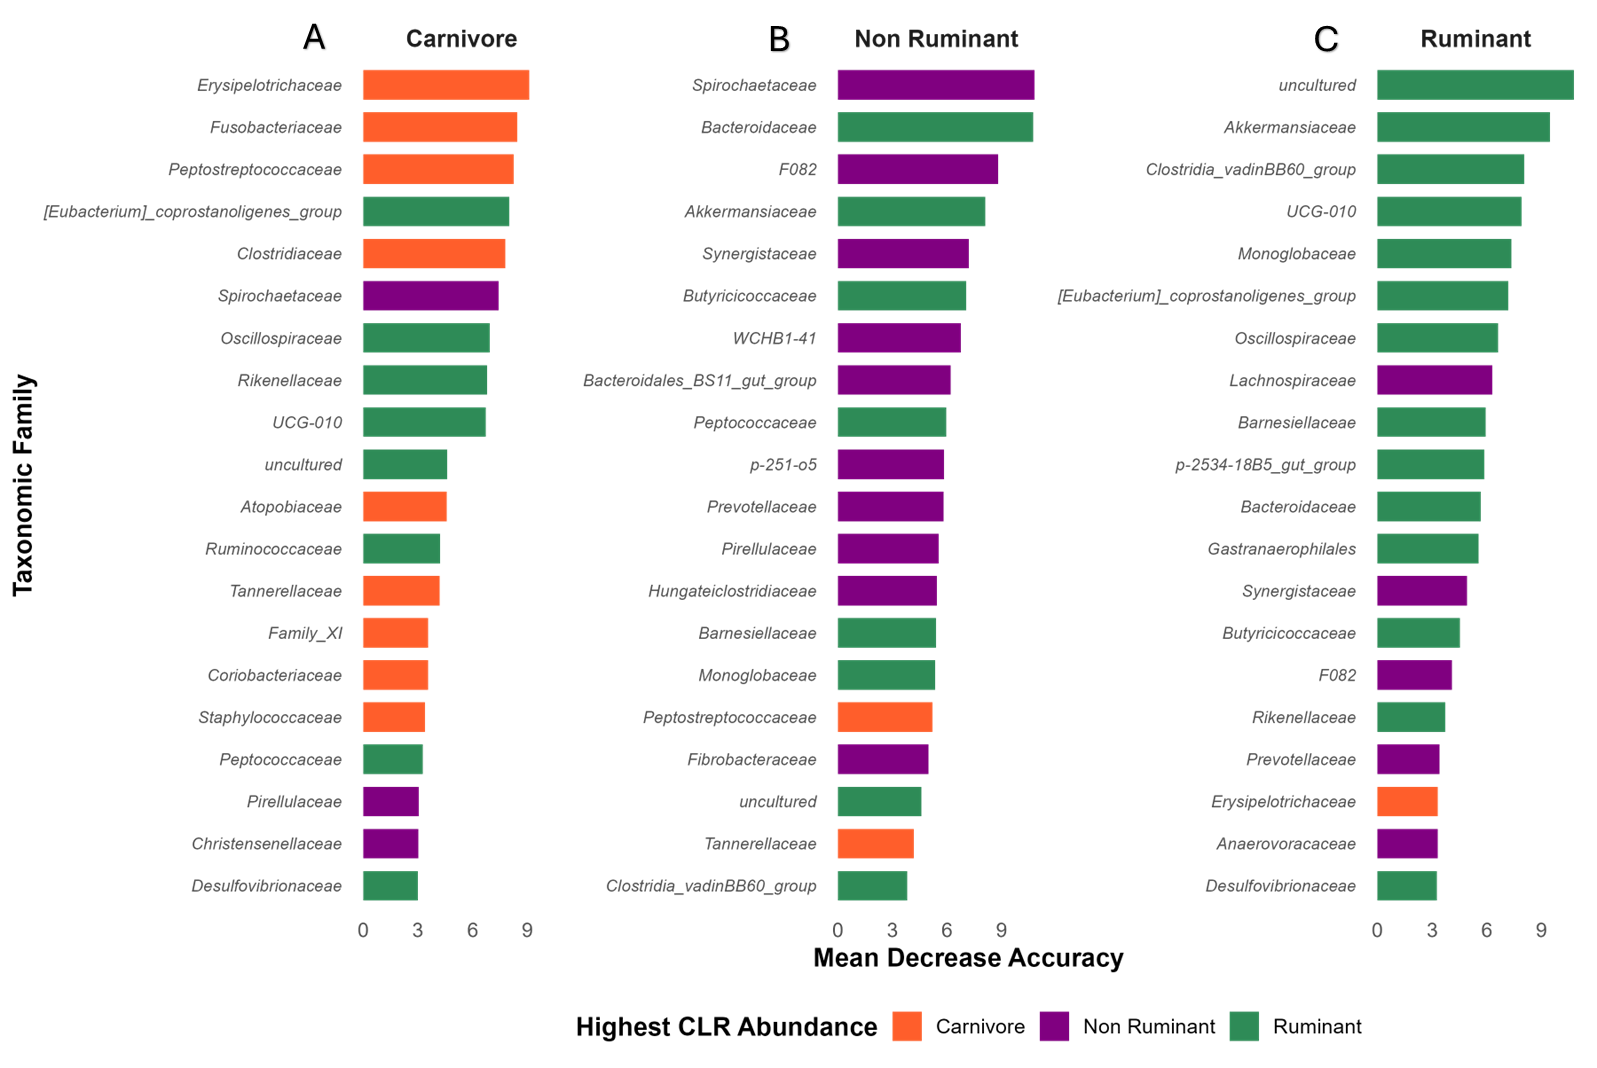 A Carnivore
Erysipelotrichaceae
Fusobacteriaceae
Peptostreptococcaceae
[Eubacterium]_coprostanoligenes_group
Clostridiaceae
Spirochaetaceae
Oscillospiraceae
Rikenellaceae
UCG-010
uncultured
Atopobiaceae
Ruminococcaceae
Tannerellaceae
Family_XI
Coriobacteriaceae
Staphylococcaceae
Peptococcaceae
Pirellulaceae
Christensenellaceae
Desulfovibrionaceae
0 3 6 9
B Non Ruminant
Spirochaetaceae
Bacteroidaceae
F082
Akkermansiaceae
Synergistaceae
Butyricicoccaceae
WCHB1-41
Bacteroidales_BS11_gut_group
Peptococcaceae
p-251-o5
Prevotellaceae
Pirellulaceae
Hungateiclostridiaceae
Barnesiellaceae
Monoglobaceae
Peptostreptococcaceae
Fibrobacteraceae
uncultured
Tannerellaceae
Clostridia_vadinBB60_group
0 3 6 9
C Ruminant
uncultured
Akkermansiaceae
Clostridia_vadinBB60_group
UCG-010
Monoglobaceae
[Eubacterium]_coprostanoligenes_group
Oscillospiraceae
Lachnospiraceae
Barnesiellaceae
p-2534-18B5_gut_group
Bacteroidaceae
Gastranaerophilales
Synergistaceae
Butyricicoccaceae
F082
Rikenellaceae
Prevotellaceae
Erysipelotrichaceae
Anaerovoracaceae
Desulfovibrionaceae
0 3 6 9
Taxonomic Family
Mean Decrease Accuracy
Highest CLR Abundance Carnivore Non Ruminant Ruminant